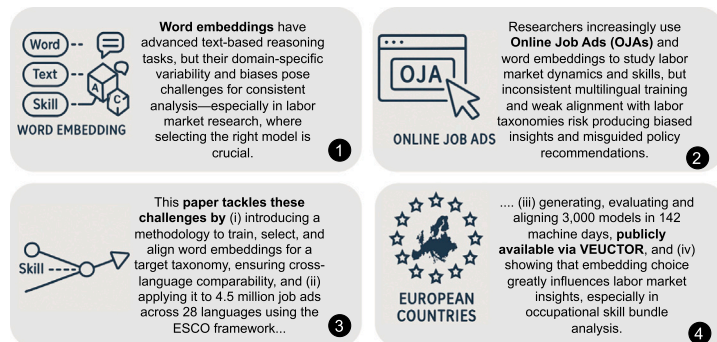 Word
Text
Skill
A
C
WORD EMBEDDING
Word embeddings have
advanced text-based reasoning
tasks, but their domain-specific
variability and biases pose
challenges for consistent
analysis—especially in labor
market research, where
selecting the right model is
crucial.
1
OJA
ONLINE JOB ADS
Researchers increasingly use
Online Job Ads (OJAs) and
word embeddings to study labor
market dynamics and skills, but
inconsistent multilingual training
and weak alignment with labor
taxonomies risk producing biased
insights and misguided policy
recommendations.
2
Skill
This paper tackles these
challenges by (i) introducing a
methodology to train, select, and
align word embeddings for a
target taxonomy, ensuring cross-
language comparability, and (ii)
applying it to 4.5 million job ads
across 28 languages using the
ESCO framework...
3
EUROPEAN
COUNTRIES
.... (iii) generating, evaluating and
aligning 3,000 models in 142
machine days, publicly
available via VEUCTOR, and (iv)
showing that embedding choice
greatly influences labor market
insights, especially in
occupational skill bundle
analysis.
4